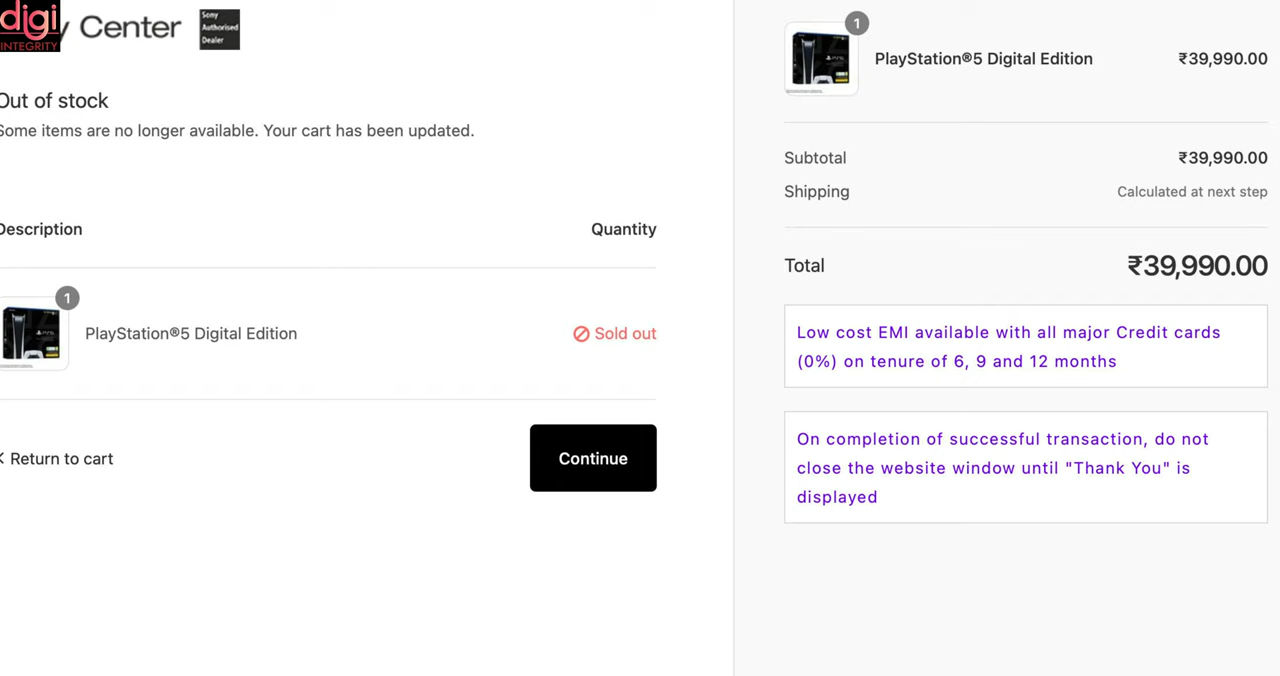 digi
INTEGRITY
y Center
Sony
Authorised
Dealer
Out of stock
Some items are no longer available. Your cart has been updated.
Description
Quantity
1
PlayStation®5 Digital Edition
Sold out
Return to cart
Continue
1
PlayStation®5 Digital Edition
₹39,990.00
Subtotal
₹39,990.00
Shipping
Calculated at next step
Total
₹39,990.00
Low cost EMI available with all major Credit cards
(0%) on tenure of 6, 9 and 12 months
On completion of successful transaction, do not
close the website window until "Thank You" is
displayed